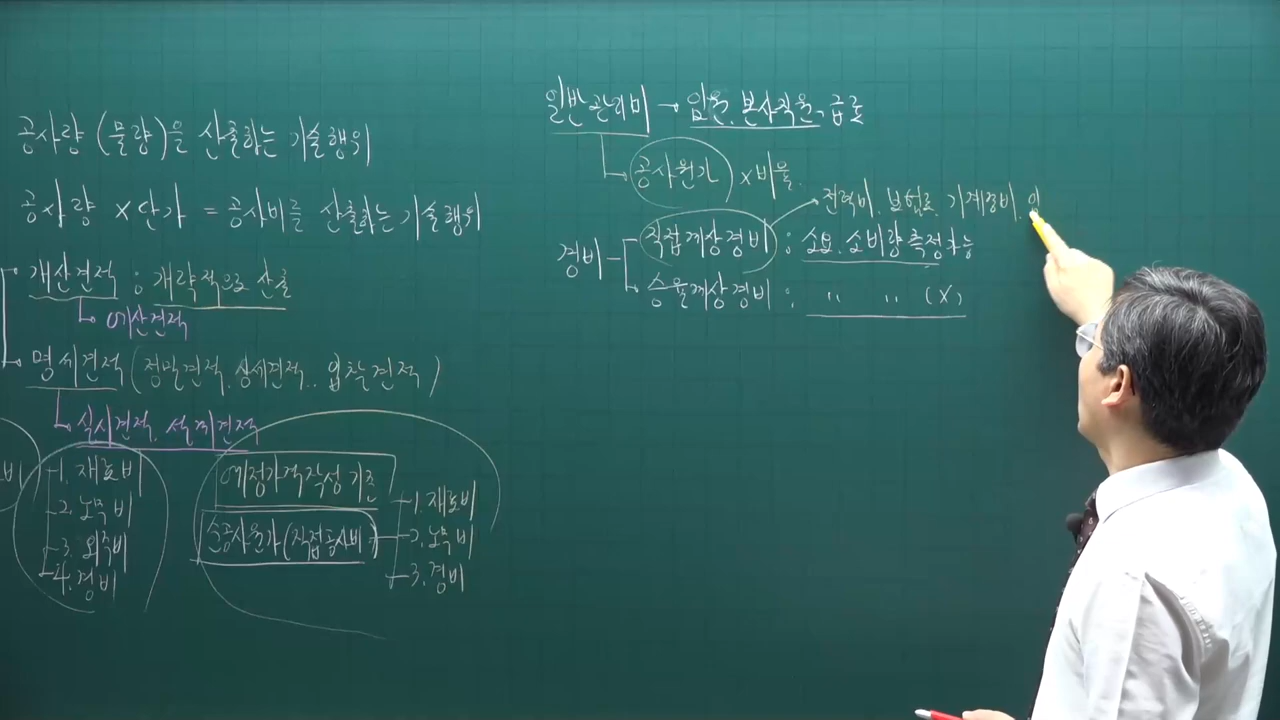 공사량 (물량)을 산출하는 기술행위
공사량 × 단가 = 공사비를 산출하는 기술행위
개산견적 : 개략적으로 산출
예산견적
명세견적 (정밀견적, 상세견적, 입찰견적)
실시견적, 설계견적
비
1. 재료비
2. 노무비
3. 외주비
4. 경비
예정가격작성기준
순공사원가 (직접공사비)
1. 재료비
2. 노무비
3. 경비
일반관리비 → 임원, 본사직원, 급료
공사원가 × 비율
전력비, 보험료, 기계경비,
경비
직접계상경비 : 소요, 소비량 측정가능
승율계상경비 : 〃 〃 (X)